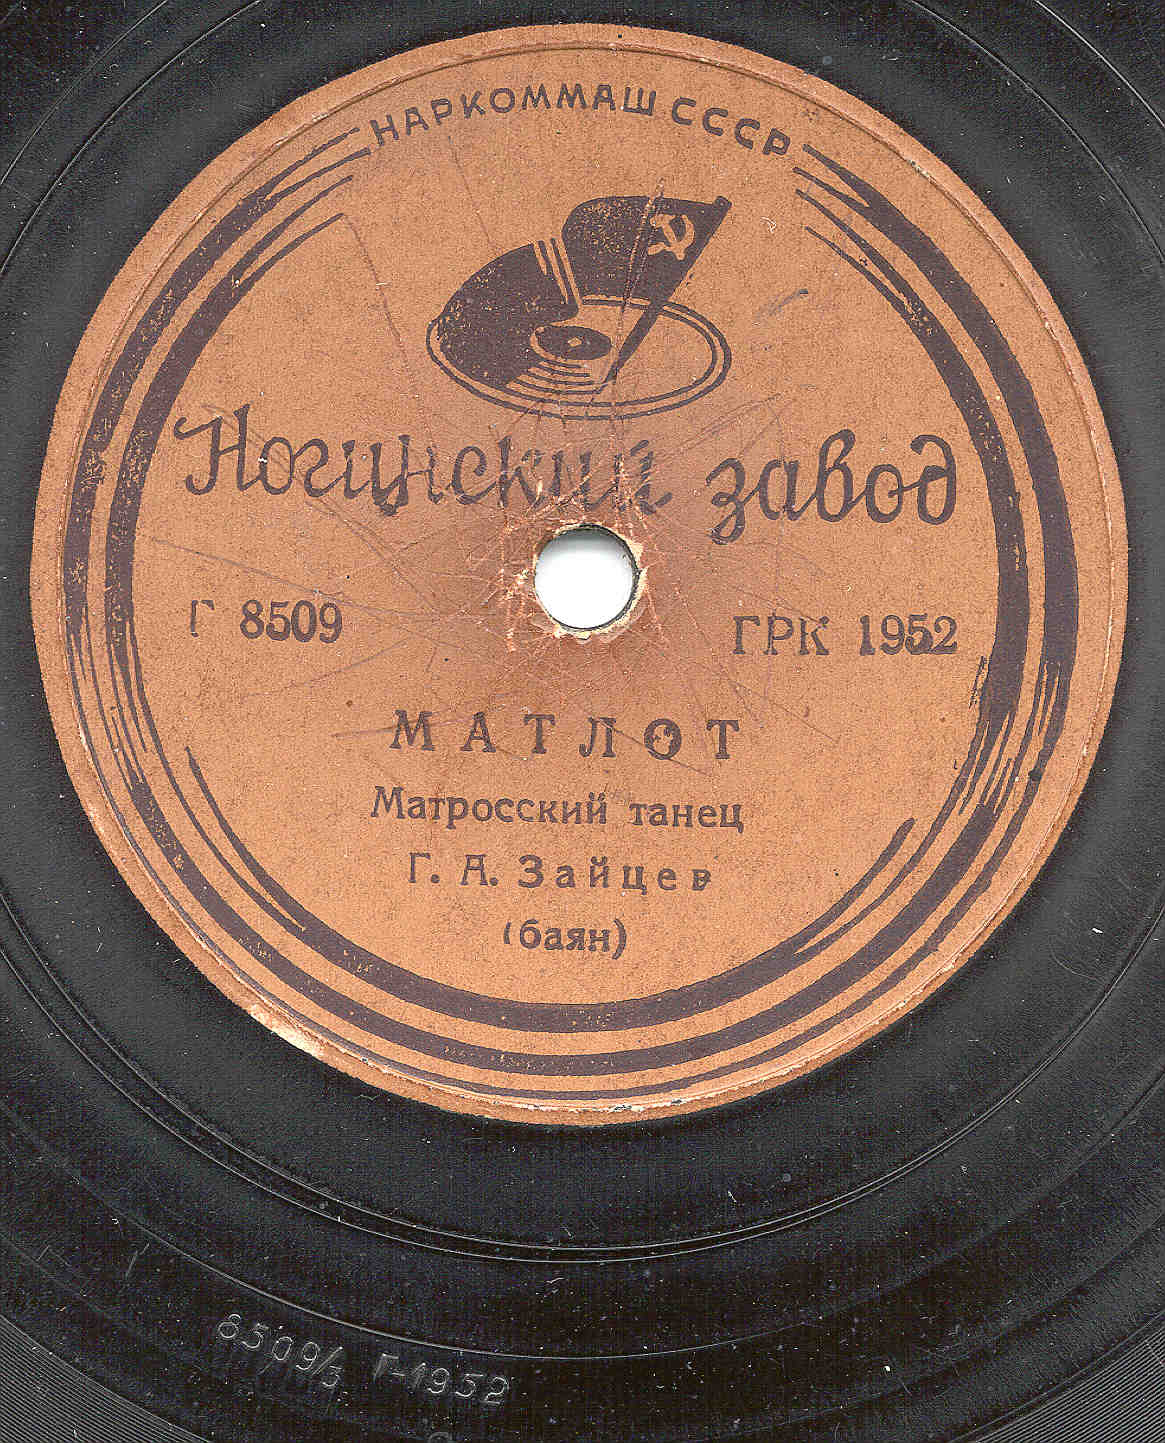 НАРКОММАШ СССР
Ногинский завод
Г 8509
ГРК 1952
МАТЛОТ
Матросский танец
Г. А. Зайцев
(баян)
8509/3 Г-1952